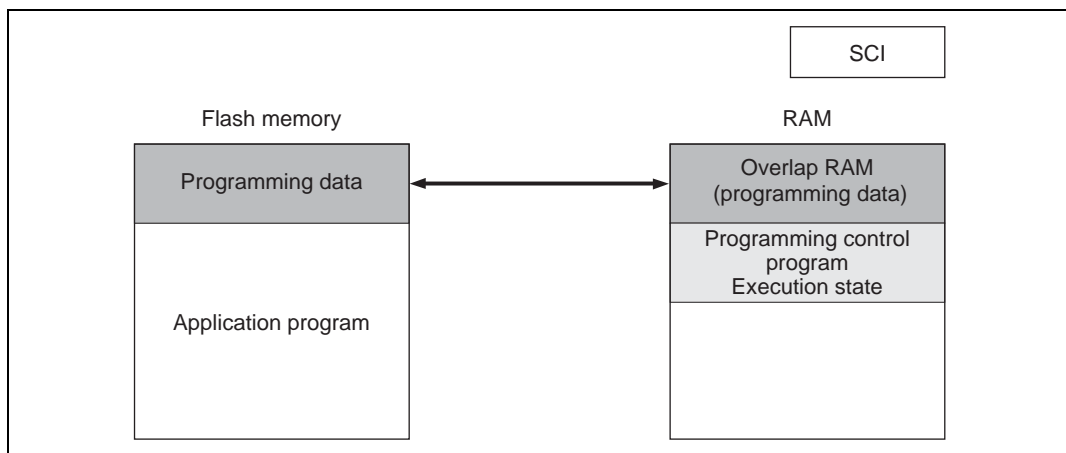 SCI
Flash memory
RAM
Programming data
Overlap RAM
(programming data)
Programming control
program
Execution state
Application program